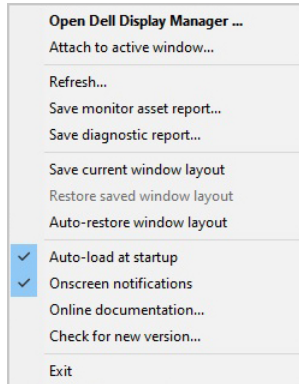 Open Dell Display Manager ...
Attach to active window...
Refresh...
Save monitor asset report...
Save diagnostic report...
Save current window layout
Restore saved window layout
Auto-restore window layout
Auto-load at startup
Onscreen notifications
Online documentation...
Check for new version...
Exit